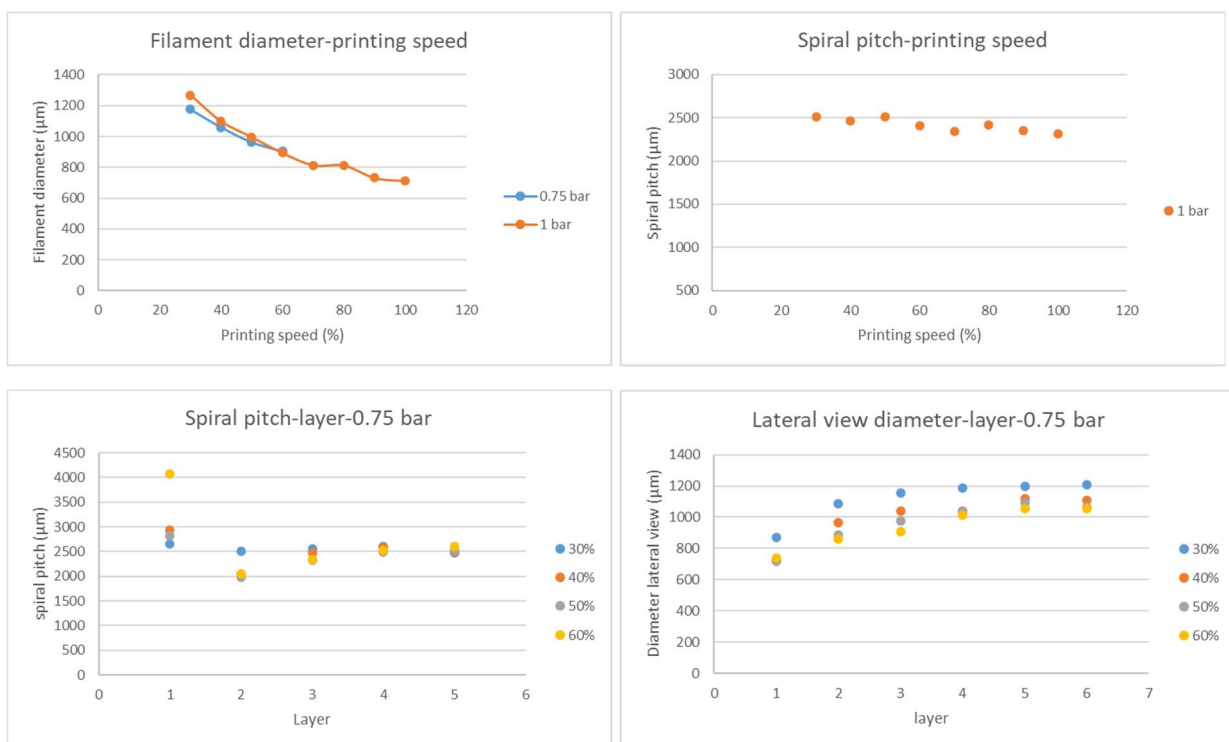 Filament diameter-printing speed
Filament diameter (µm)
1400
1200
1000
800
600
400
200
0
0 20 40 60 80 100 120
Printing speed (%)
0.75 bar
1 bar
Spiral pitch-printing speed
Spiral pitch (µm)
3000
2500
2000
1500
1000
500
0 20 40 60 80 100 120
Printing speed (%)
1 bar
Spiral pitch-layer-0.75 bar
spiral pitch (µm)
4500
4000
3500
3000
2500
2000
1500
1000
500
0
0 1 2 3 4 5 6
Layer
30%
40%
50%
60%
Lateral view diameter-layer-0.75 bar
Diameter lateral view (µm)
1400
1200
1000
800
600
400
200
0
0 1 2 3 4 5 6 7
layer
30%
40%
50%
60%